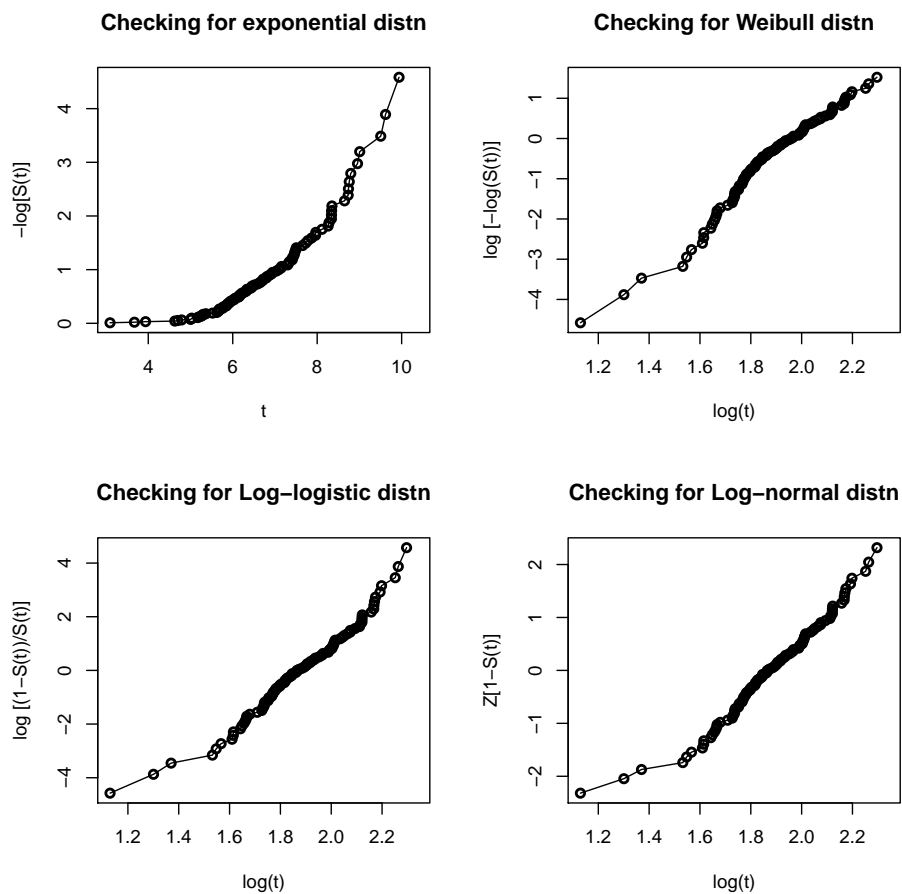 Checking for exponential distn
−log[S(t)]
4
3
2
1
0
4 6 8 10
t
Checking for Weibull distn
log [−log(S(t))]
1
0
−1
−2
−3
−4
1.2 1.4 1.6 1.8 2.0 2.2
log(t)
Checking for Log−logistic distn
log [(1−S(t))/S(t)]
4
2
0
−2
−4
1.2 1.4 1.6 1.8 2.0 2.2
log(t)
Checking for Log−normal distn
Z[1−S(t)]
2
1
0
−1
−2
1.2 1.4 1.6 1.8 2.0 2.2
log(t)